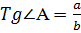 Tg∠A = a/b